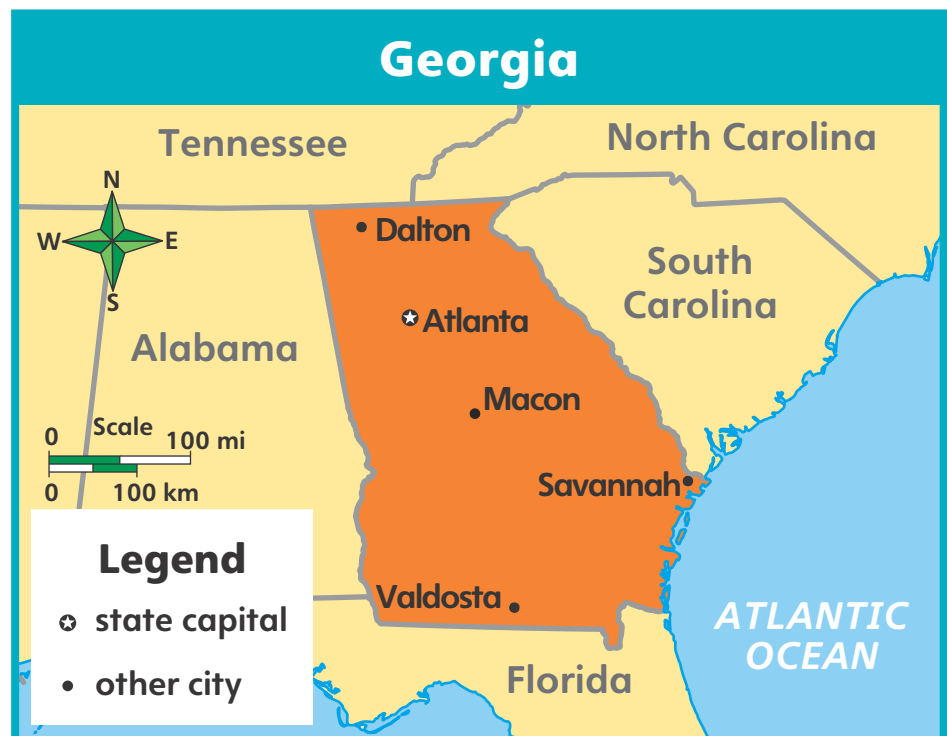 Georgia
Tennessee
North Carolina
N
W E
S
Dalton
South
Carolina
Atlanta
Alabama
Macon
Scale
0 100 mi
0 100 km
Savannah
Legend
state capital
other city
Valdosta
ATLANTIC
OCEAN
Florida